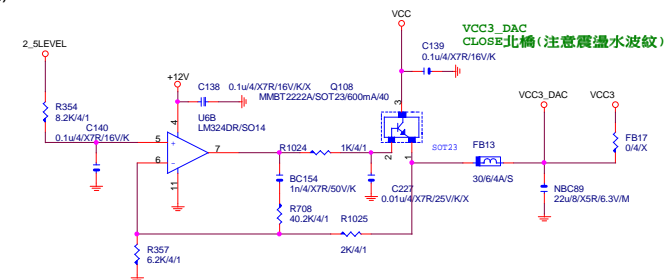 VCC
VCC3_DAC
CLOSE北橋(注意震盪水波紋)
2_5LEVEL
C139
0.1u/4/X7R/16V/K
+12V
C138
0.1u/4/X7R/16V/K/X
Q108
MMBT2222A/SOT23/600mA/40
VCC3_DAC
VCC3
R354
8.2K/4/1
U6B
LM324DR/SO14
3
4
C140
0.1u/4/X7R/16V/K
5
+
7
R1024
1K/4/1
2
1
SOT23
FB13
FB17
0/4/X
6
-
11
BC154
1n/4/X7R/50V/K
C227
0.01u/4/X7R/25V/K/X
30/6/4A/S
NBC89
22u/8/X5R/6.3V/M
R708
40.2K/4/1
R1025
2K/4/1
R357
6.2K/4/1